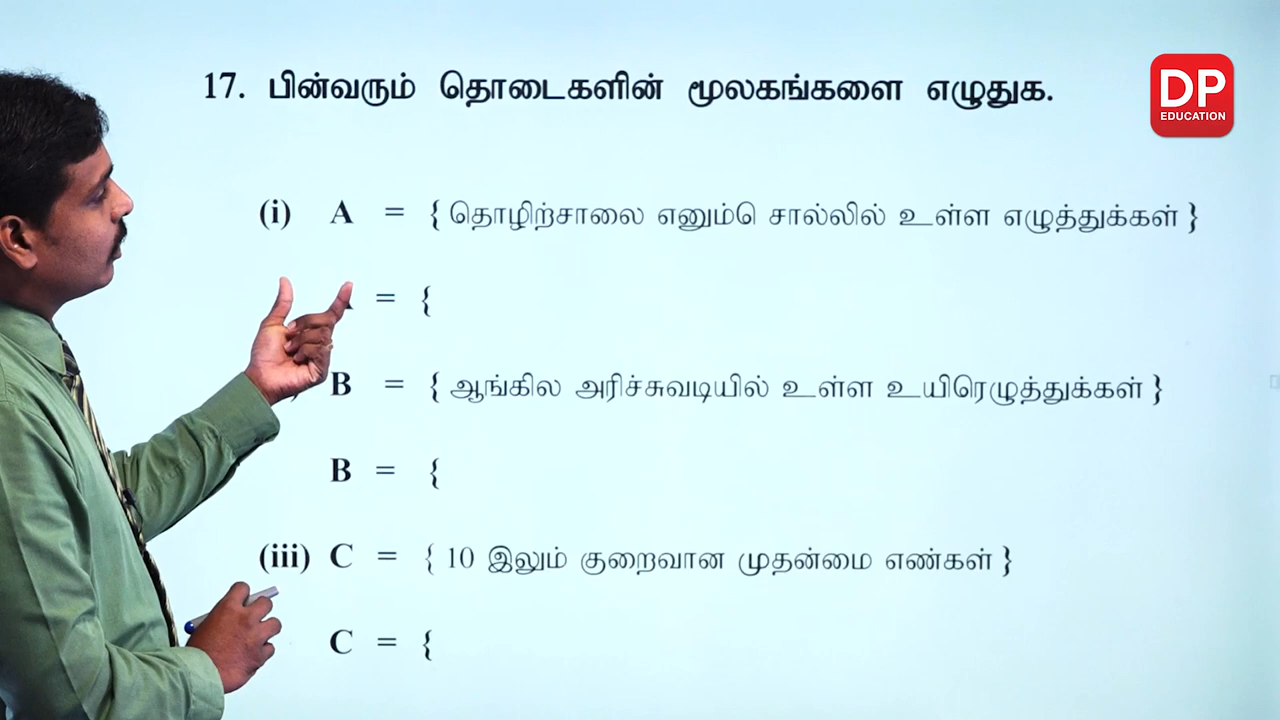 17. பின்வரும் தொடைகளின் மூலகங்களை எழுதுக.
DP
EDUCATION
(i) A = { தொழிற்சாலை எனும்ெ சால்லில் உள்ள எழுத்துக்கள் }
= {
B = { ஆங்கில அரிச்சுவடியில் உள்ள உயிரெழுத்துக்கள் }
B = {
(iii) C = { 10 இலும் குறைவான முதன்மை எண்கள் }
C = {